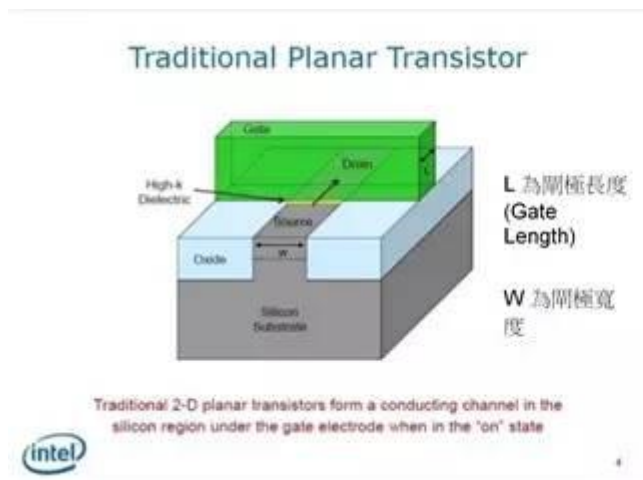 Traditional Planar Transistor
Gate
Drain
L
High-k
Dielectric
Source
W
Oxide
Silicon
Substrate
L 為閘極長度
(Gate
Length)
W 為閘極寬
度
Traditional 2-D planar transistors form a conducting channel in the
silicon region under the gate electrode when in the "on" state
intel
4